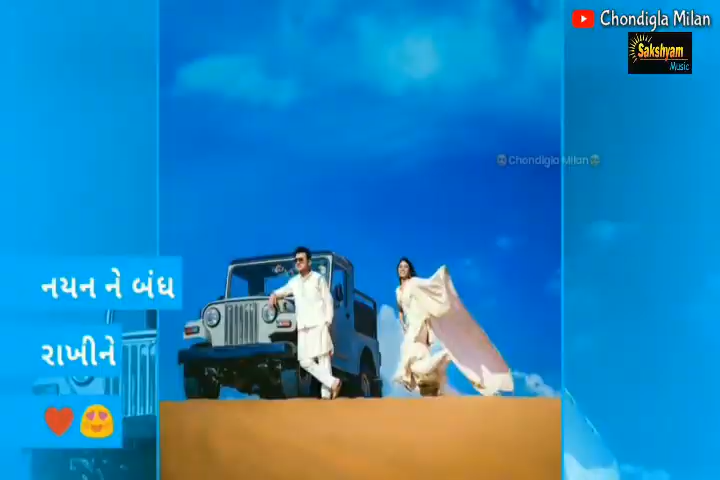 Chondigla Milan
Sakshyam
Music
💀Chondigla Milan💀
નયન ને બંધ
રાખીને
❤️😍